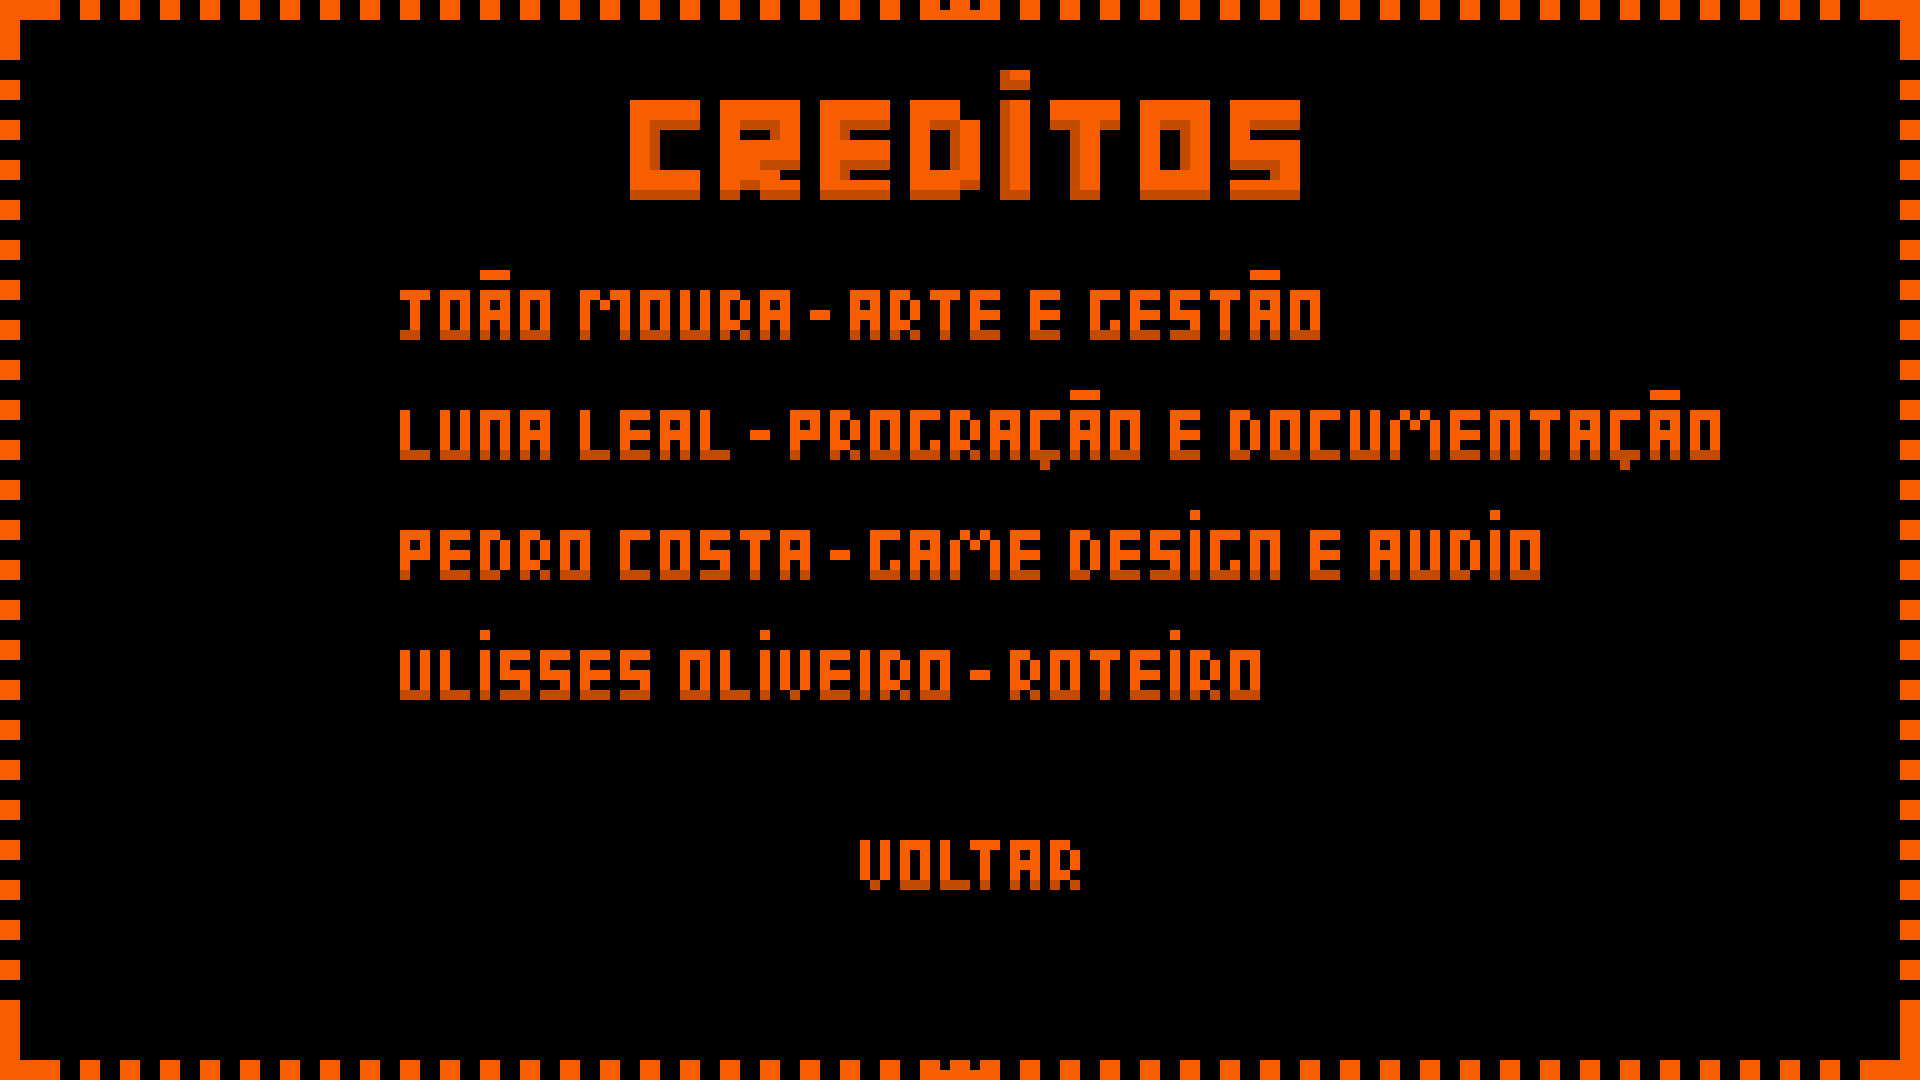 CREDiTOS
JOÃO MOURA - ARTE E GESTÃO
LUNA LEAL - PROGRAÇÃO E DOCUMENTAÇÃO
PEDRO COSTA - GAME DESiGN E AUDiO
ULiSSES OLiVEIRO - ROTEiRO
VOLTAR